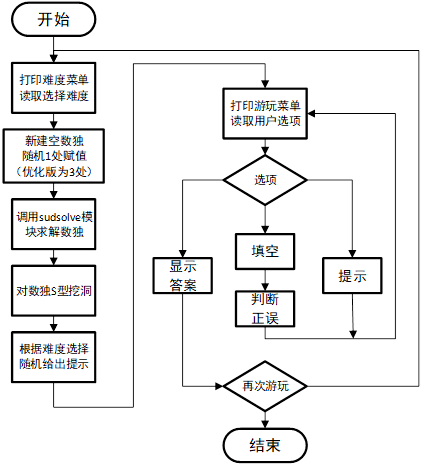 开始
打印难度菜单
读取选择难度
新建空数独
随机1处赋值
（优化版为3处）
调用sudsolve模
块求解数独
对数独S型挖洞
根据难度选择
随机给出提示
打印游玩菜单
读取用户选项
选项
显示
答案
填空
判断
正误
提示
再次游玩
结束